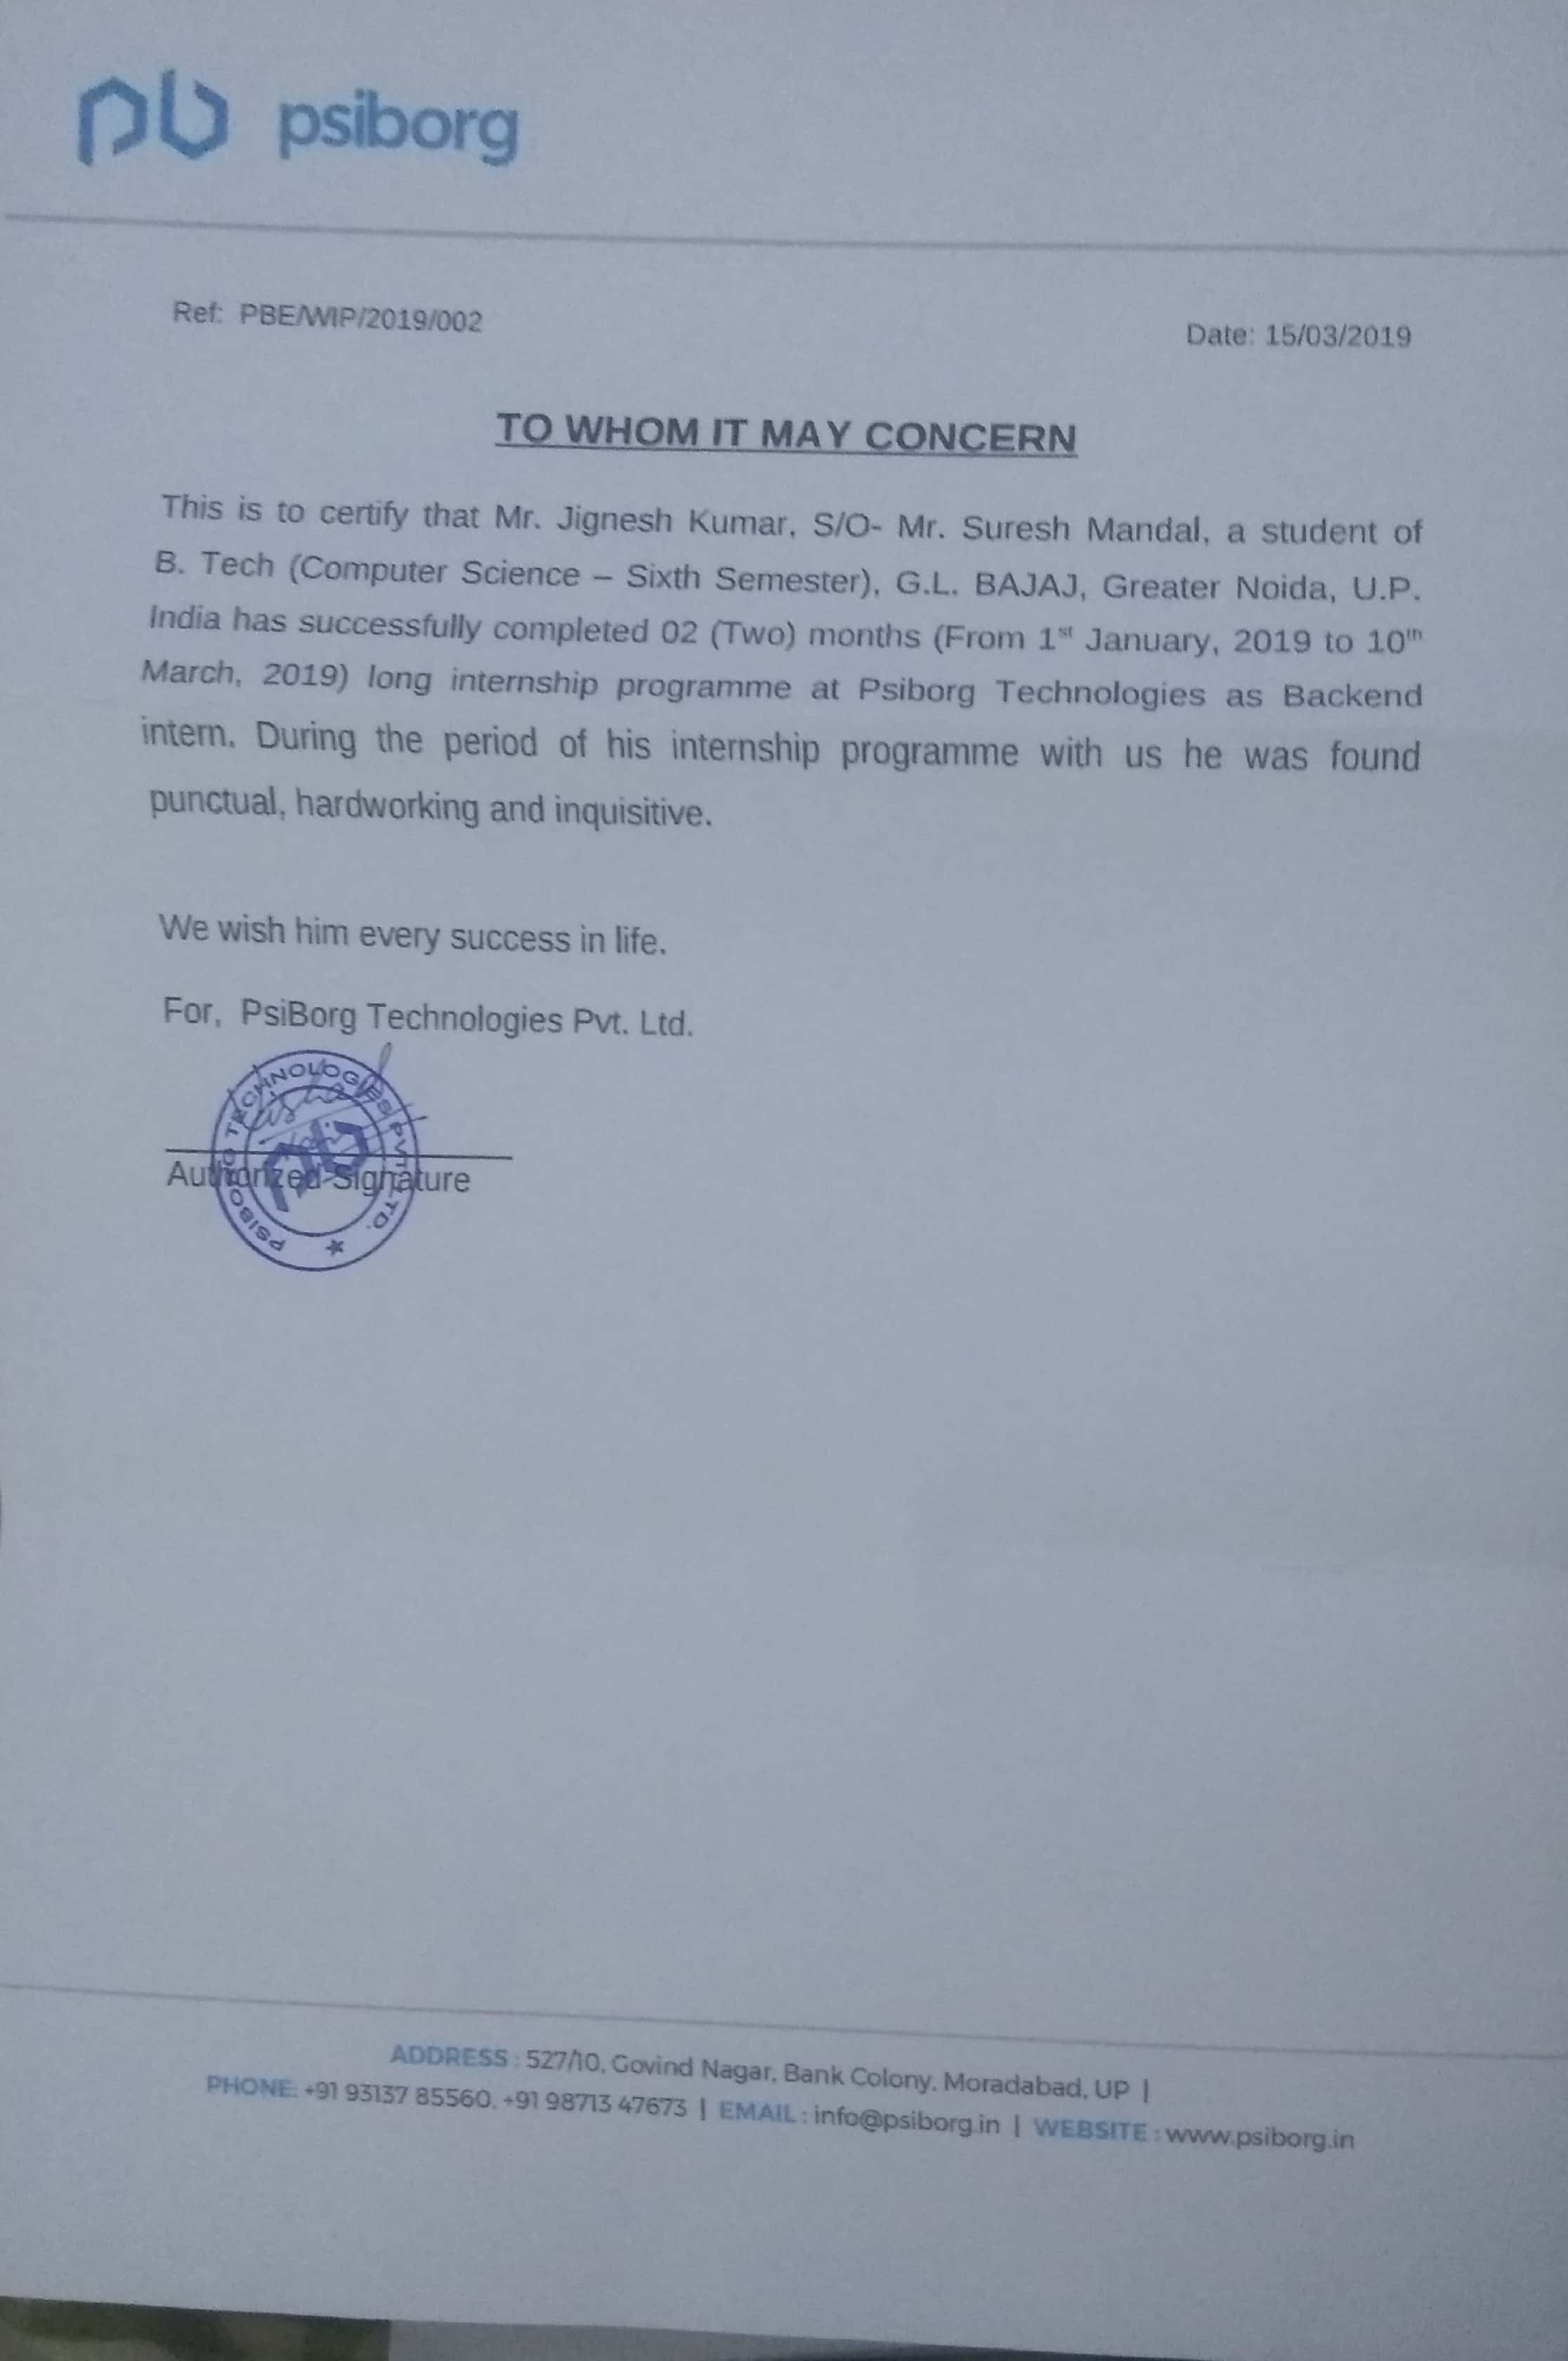 pb psiborg
Ref: PBE/WIP/2019/002
Date: 15/03/2019
TO WHOM IT MAY CONCERN
This is to certify that Mr. Jignesh Kumar, S/O- Mr. Suresh Mandal, a student of
B. Tech (Computer Science – Sixth Semester), G.L. BAJAJ, Greater Noida, U.P.
India has successfully completed 02 (Two) months (From 1st January, 2019 to 10th
March, 2019) long internship programme at Psiborg Technologies as Backend
intern. During the period of his internship programme with us he was found
punctual, hardworking and inquisitive.
We wish him every success in life.
For, PsiBorg Technologies Pvt. Ltd.
PSIBORG TECHNOLOGIES PVT. LTD.
pb
Authorized Signature
ADDRESS : 527/10, Govind Nagar, Bank Colony, Moradabad, UP |
PHONE: +91 93137 85560, +91 98713 47673 | EMAIL : info@psiborg.in | WEBSITE : www.psiborg.in